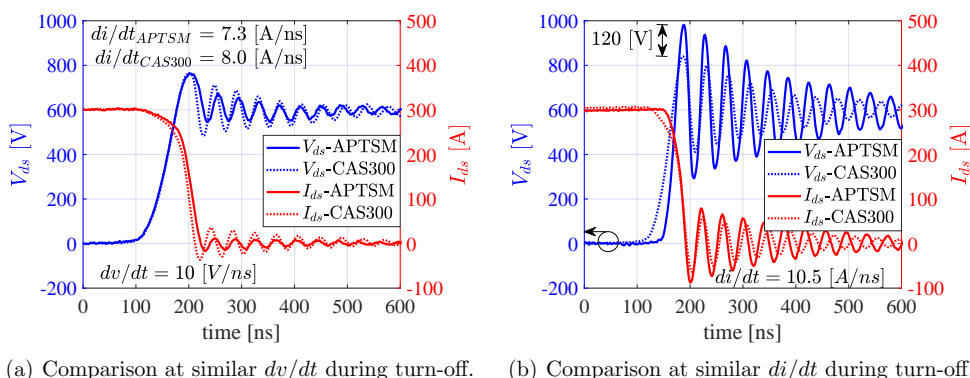 di/dt_APTSM = 7.3 [A/ns]
di/dt_CAS300 = 8.0 [A/ns]
1000
800
600
400
200
0
-200
V_ds [V]
400
300
200
100
0
-100
I_ds [A]
V_ds-APTSM
V_ds-CAS300
I_ds-APTSM
I_ds-CAS300
dv/dt = 10 [V/ns]
0 100 200 300 400 500 600
time [ns]
(a) Comparison at similar dv/dt during turn-off.
120 [V]
1000
800
600
400
200
0
-200
V_ds [V]
400
300
200
100
0
-100
I_ds [A]
V_ds-APTSM
V_ds-CAS300
I_ds-APTSM
I_ds-CAS300
di/dt = 10.5 [A/ns]
0 100 200 300 400 500 600
time [ns]
(b) Comparison at similar di/dt during turn-off.